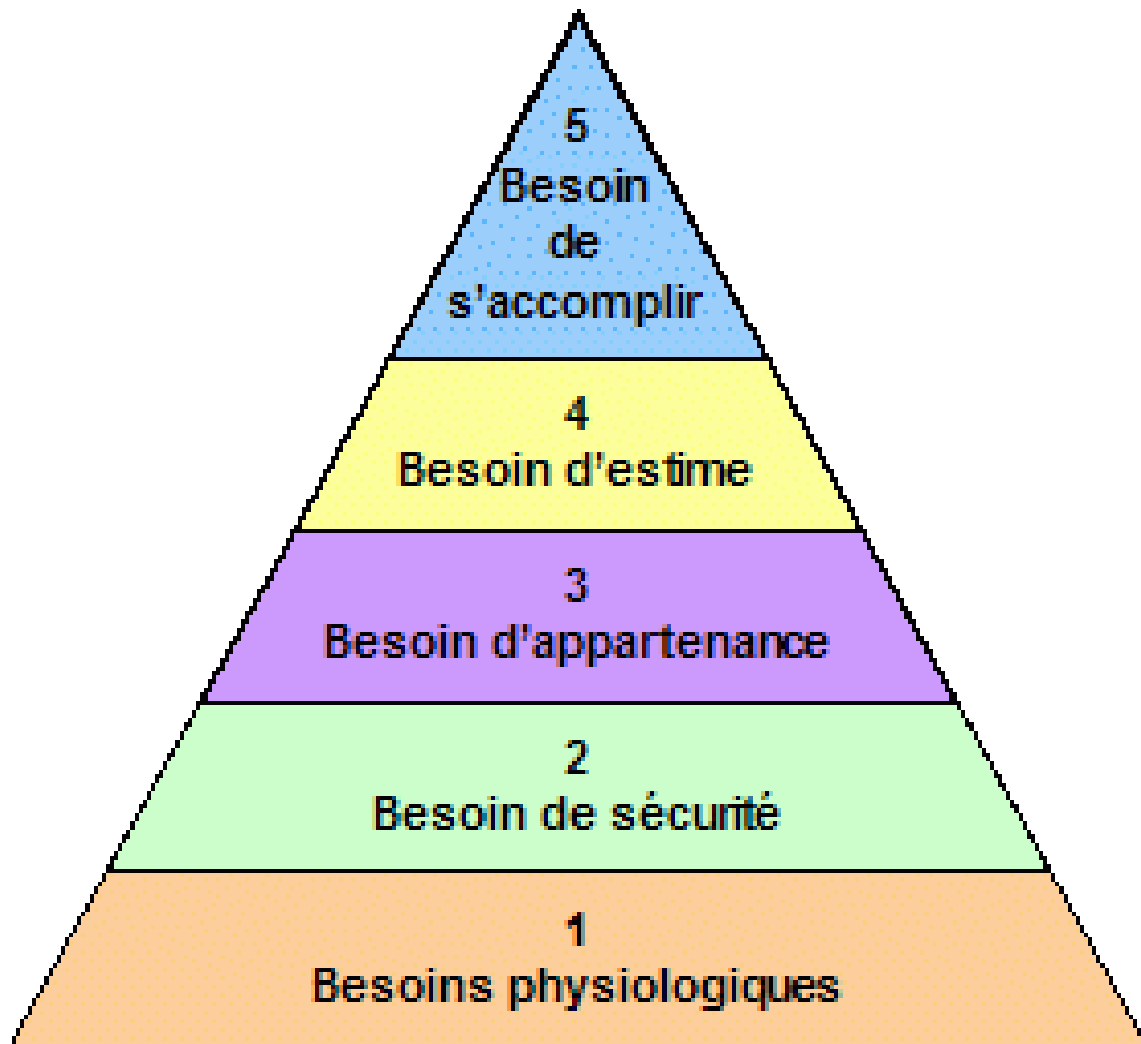 5
Besoin
de
s'accomplir
4
Besoin d'estime
3
Besoin d'appartenance
2
Besoin de sécurité
1
Besoins physiologiques